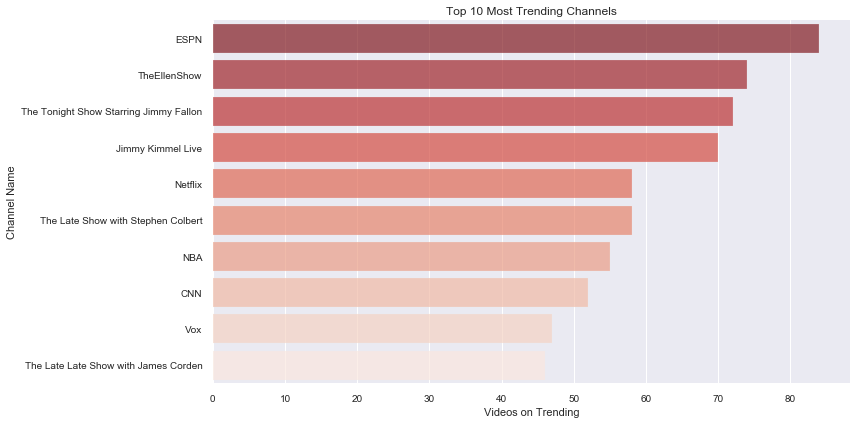 Top 10 Most Trending Channels
Channel Name
ESPN
TheEllenShow
The Tonight Show Starring Jimmy Fallon
Jimmy Kimmel Live
Netflix
The Late Show with Stephen Colbert
NBA
CNN
Vox
The Late Late Show with James Corden
0 10 20 30 40 50 60 70 80
Videos on Trending